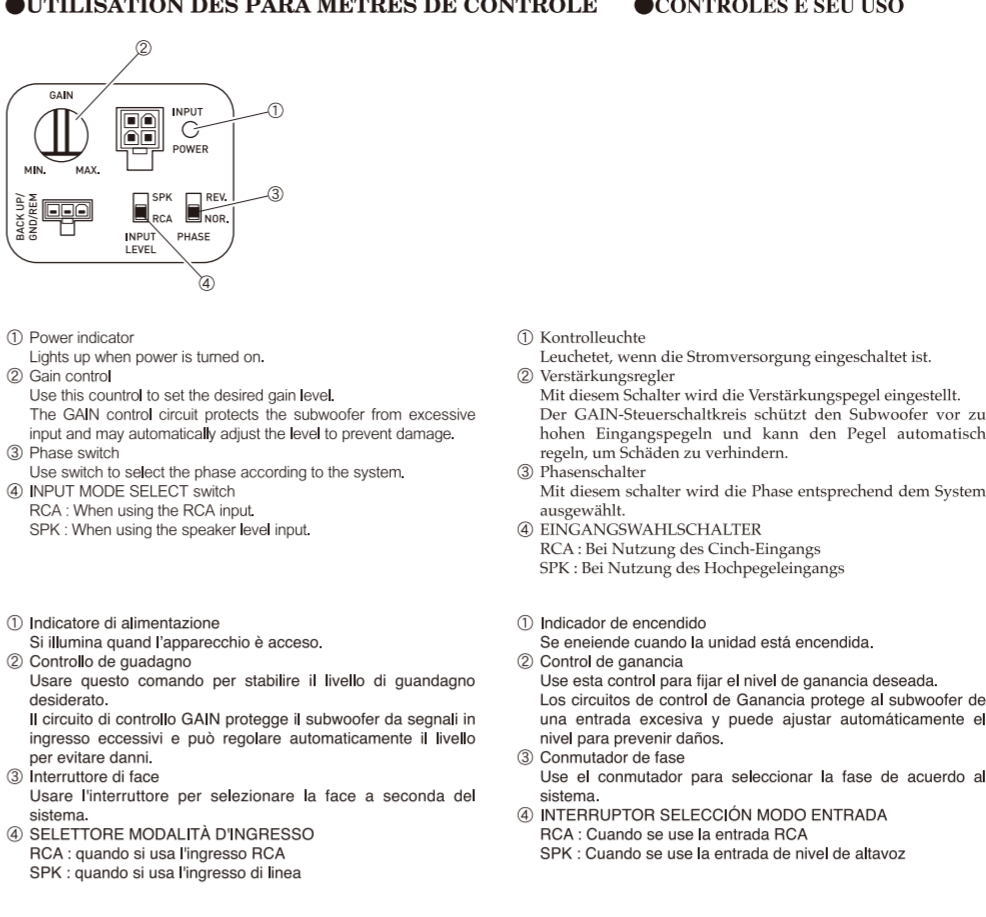 ●UTILISATION DES PARA MÈTRES DE CONTRÔLE
●CONTROLES E SEU USO
②
GAIN
INPUT
①
POWER
MIN.
MAX.
BACK UP/
GND/REM
SPK
REV.
③
RCA
NOR.
INPUT
LEVEL
PHASE
④
① Power indicator
Lights up when power is turned on.
② Gain control
Use this countrol to set the desired gain level.
The GAIN control circuit protects the subwoofer from excessive
input and may automatically adjust the level to prevent damage.
③ Phase switch
Use switch to select the phase according to the system.
④ INPUT MODE SELECT switch
RCA : When using the RCA input.
SPK : When using the speaker level input.
① Kontrolleuchte
Leuchetet, wenn die Stromversorgung eingeschaltet ist.
② Verstärkungsregler
Mit diesem Schalter wird die Verstärkungspegel eingestellt.
Der GAIN-Steuerschaltkreis schützt den Subwoofer vor zu
hohen Eingangspegeln und kann den Pegel automatisch
regeln, um Schäden zu verhindern.
③ Phasenschalter
Mit diesem schalter wird die Phase entsprechend dem System
ausgewählt.
④ EINGANGSWAHLSCHALTER
RCA : Bei Nutzung des Cinch-Eingangs
SPK : Bei Nutzung des Hochpegeleingangs
① Indicatore di alimentazione
Si illumina quand l'apparecchio è acceso.
② Controllo de guadagno
Usare questo comando per stabilire il livello di guandagno
desiderato.
Il circuito di controllo GAIN protegge il subwoofer da segnali in
ingresso eccessivi e può regolare automaticamente il livello
per evitare danni.
③ Interruttore di face
Usare l'interruttore per selezionare la face a seconda del
sistema.
④ SELETTORE MODALITÀ D'INGRESSO
RCA : quando si usa l'ingresso RCA
SPK : quando si usa l'ingresso di linea
① Indicador de encendido
Se eneiende cuando la unidad está encendida.
② Control de ganancia
Use esta control para fijar el nivel de ganancia deseada.
Los circuitos de control de Ganancia protege al subwoofer de
una entrada excesiva y puede ajustar automáticamente el
nivel para prevenir daños.
③ Conmutador de fase
Use el conmutador para seleccionar la fase de acuerdo al
sistema.
④ INTERRUPTOR SELECCIÓN MODO ENTRADA
RCA : Cuando se use la entrada RCA
SPK : Cuando se use la entrada de nivel de altavoz